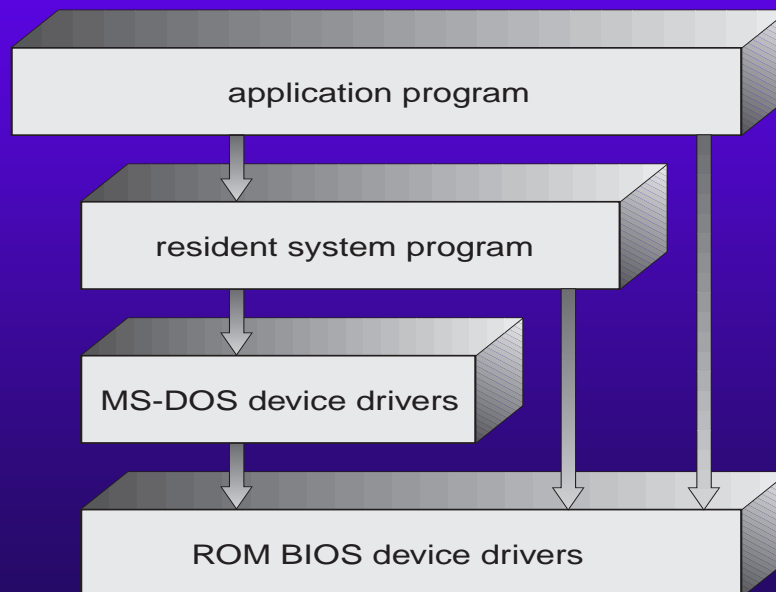 application program
resident system program
MS-DOS device drivers
ROM BIOS device drivers